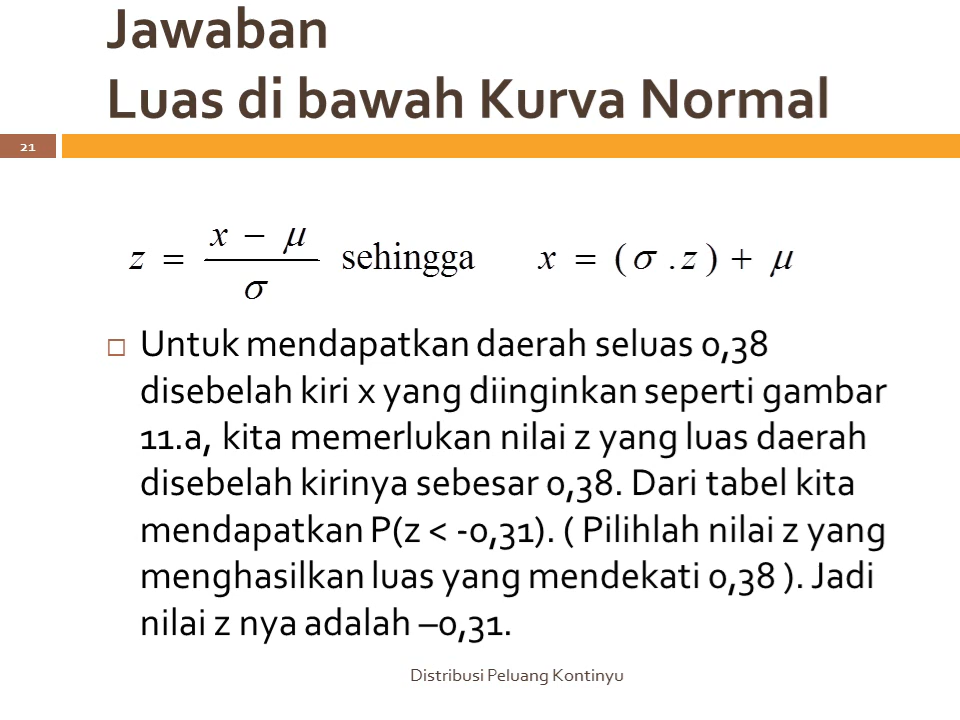 Jawaban
Luas di bawah Kurva Normal
21
z = (x − μ) / σ sehingga x = (σ .z) + μ
Untuk mendapatkan daerah seluas 0,38
disebelah kiri x yang diinginkan seperti gambar
11.a, kita memerlukan nilai z yang luas daerah
disebelah kirinya sebesar 0,38. Dari tabel kita
mendapatkan P(z < -0,31). ( Pilihlah nilai z yang
menghasilkan luas yang mendekati 0,38 ). Jadi
nilai z nya adalah –0,31.
Distribusi Peluang Kontinyu